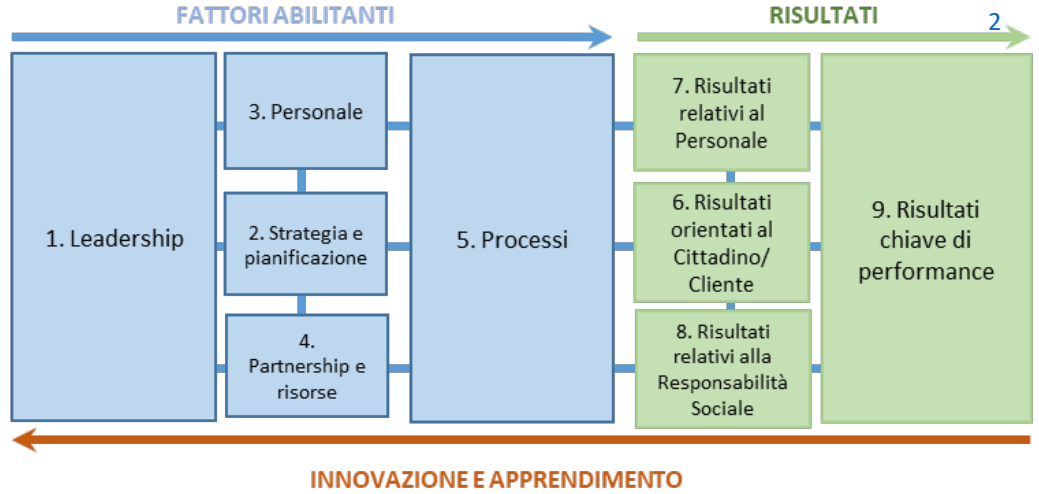 FATTORI ABILITANTI
RISULTATI
2
1. Leadership
3. Personale
2. Strategia e
pianificazione
4.
Partnership e
risorse
5. Processi
7. Risultati
relativi al
Personale
6. Risultati
orientati al
Cittadino/
Cliente
8. Risultati
relativi alla
Responsabilità
Sociale
9. Risultati
chiave di
performance
INNOVAZIONE E APPRENDIMENTO